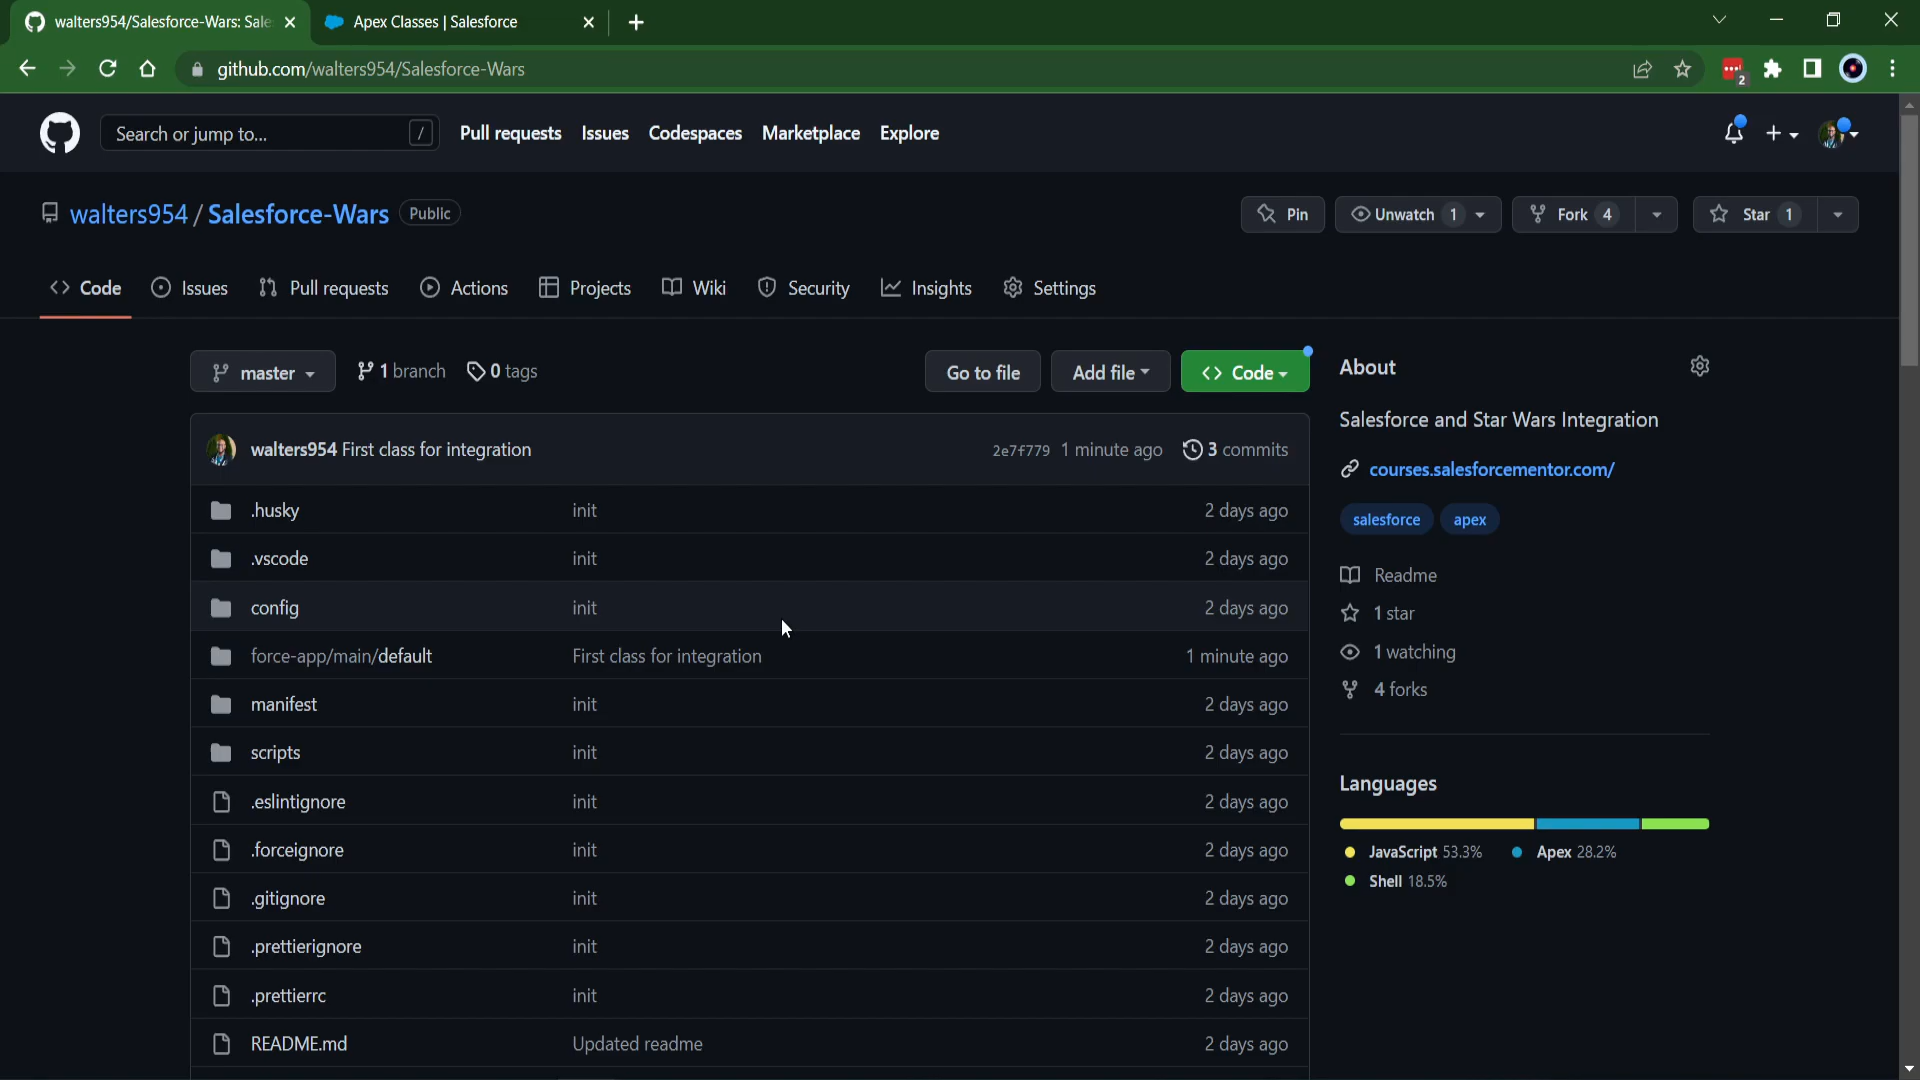 walters954/Salesforce-Wars: Sale
Apex Classes | Salesforce
github.com/walters954/Salesforce-Wars
2
Search or jump to...
/
Pull requests Issues Codespaces Marketplace Explore
walters954 / Salesforce-Wars Public
Pin
Unwatch 1
Fork 4
Star 1
Code Issues Pull requests Actions Projects Wiki Security Insights Settings
master 1 branch 0 tags Go to file Add file Code
walters954 First class for integration 2e7f779 1 minute ago 3 commits
.husky init 2 days ago
.vscode init 2 days ago
config init 2 days ago
force-app/main/default First class for integration 1 minute ago
manifest init 2 days ago
scripts init 2 days ago
.eslintignore init 2 days ago
.forceignore init 2 days ago
.gitignore init 2 days ago
.prettierignore init 2 days ago
.prettierrc init 2 days ago
README.md Updated readme 2 days ago
About
Salesforce and Star Wars Integration
courses.salesforcementor.com/
salesforce apex
Readme
1 star
1 watching
4 forks
Languages
JavaScript 53.3% Apex 28.2%
Shell 18.5%